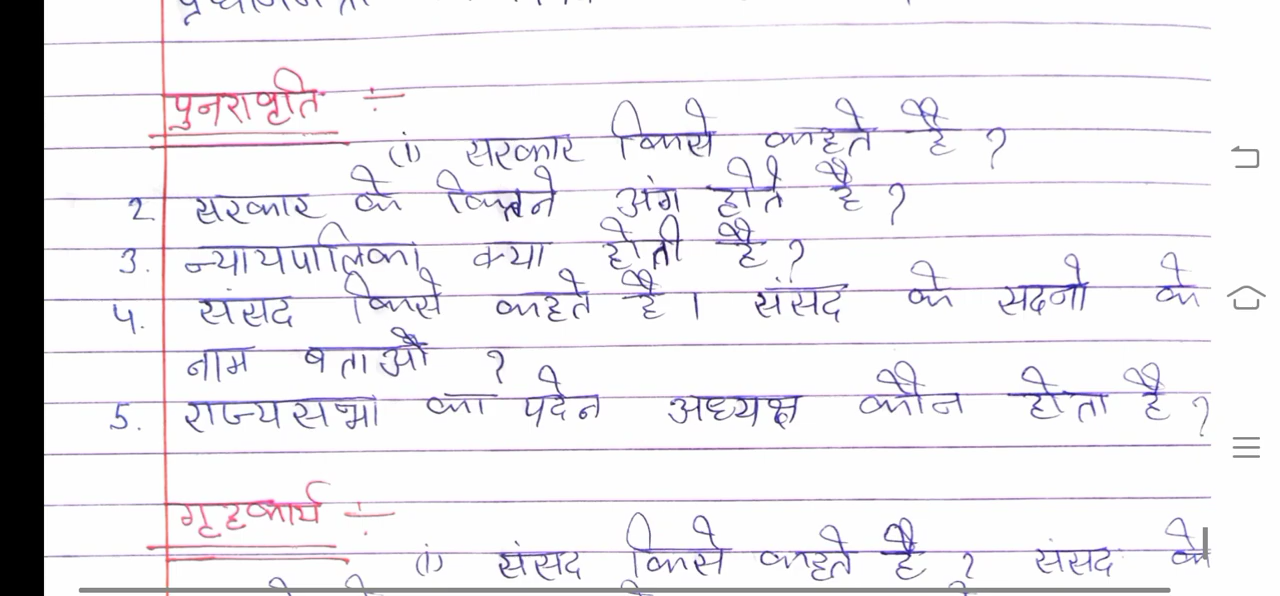 पुनरावृति :-
(i) सरकार किसे कहते है ?
2. सरकार के कितने अंग होते है ?
3. न्यायपालिका क्या होती है ?
4. संसद किसे कहते है । संसद के सदनो के
नाम बताओ ?
5. राज्यसभा का पदेन अध्यक्ष कौन होता है ?
गृहकार्य :-
(i) संसद किसे कहते है ? संसद के